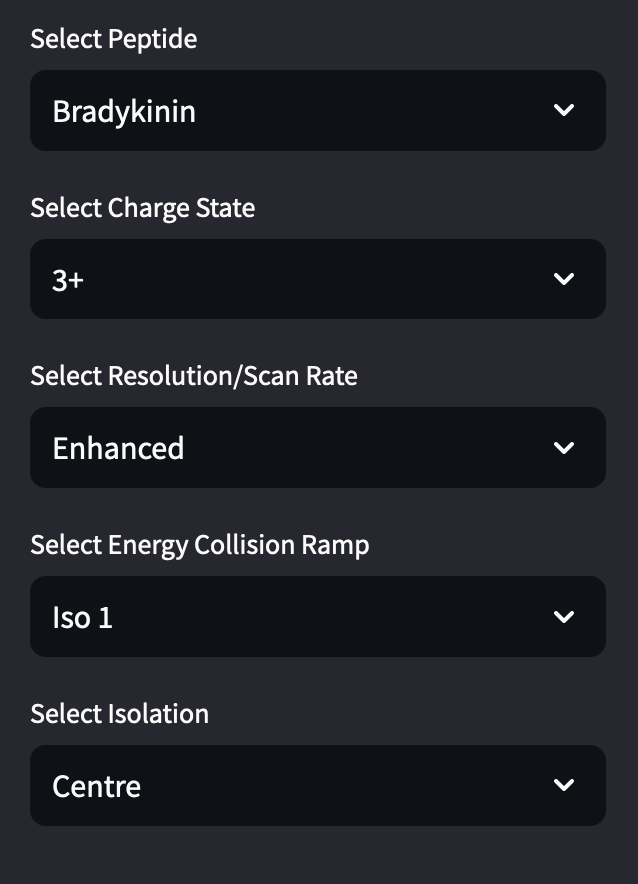 Select Peptide
Bradykinin
Select Charge State
3+
Select Resolution/Scan Rate
Enhanced
Select Energy Collision Ramp
Iso 1
Select Isolation
Centre